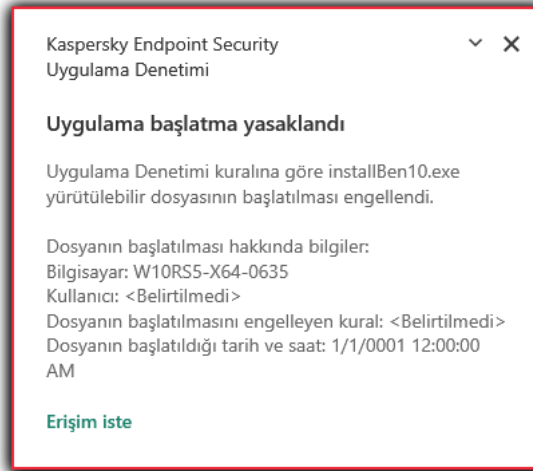 Kaspersky Endpoint Security
Uygulama Denetimi
Uygulama başlatma yasaklandı
Uygulama Denetimi kuralına göre installBen10.exe
yürütülebilir dosyasının başlatılması engellendi.
Dosyanın başlatılması hakkında bilgiler:
Bilgisayar: W10RS5-X64-0635
Kullanıcı: <Belirtilmedi>
Dosyanın başlatılmasını engelleyen kural: <Belirtilmedi>
Dosyanın başlatıldığı tarih ve saat: 1/1/0001 12:00:00
AM
Erişim iste